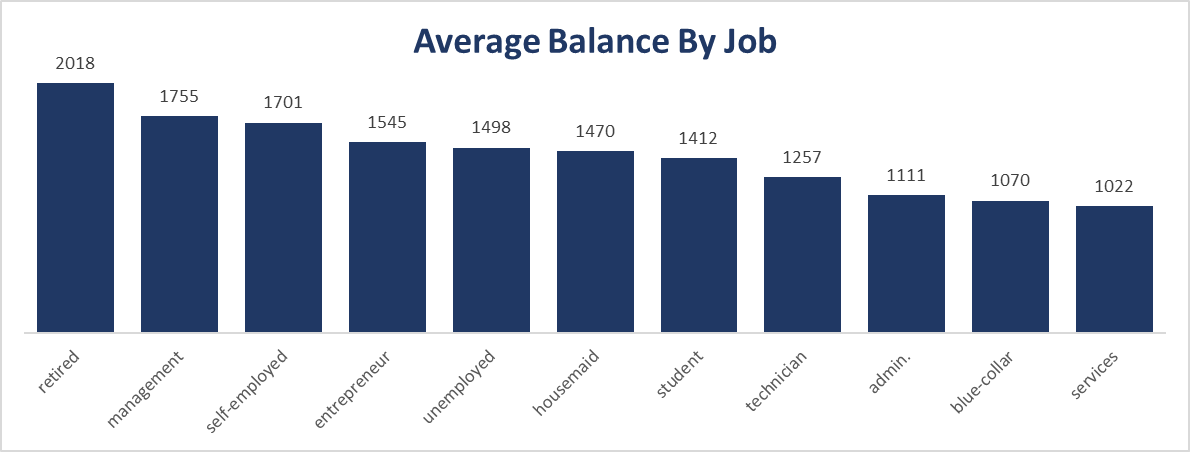 Average Balance By Job
2018
1755
1701
1545
1498
1470
1412
1257
1111
1070
1022
retired
management
self-employed
entrepreneur
unemployed
housemaid
student
technician
admin.
blue-collar
services